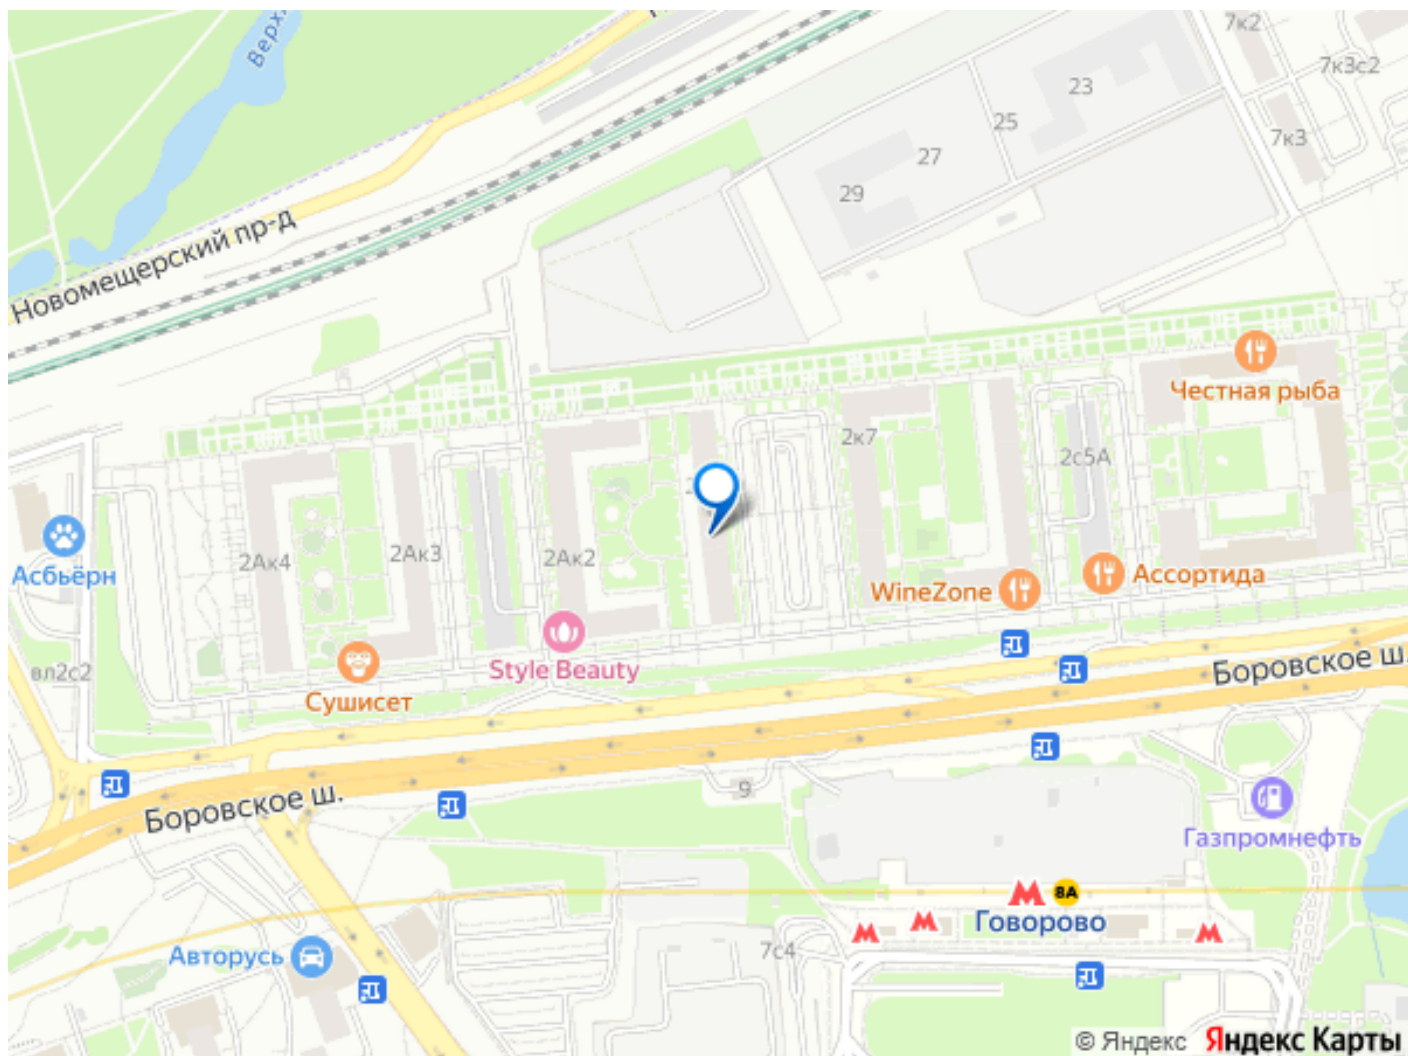 Верх
7к2
7к3с2
23
25
7к3
27
29
Новомещерский пр-д
Честная рыба
2к7
2с5А
2Ак4
2Ак3
2Ак2
Асбьёрн
WineZone
Ассортида
Style Beauty
вл2с2
Сушисет
Боровское ш.
Боровское ш.
9
Газпромнефть
8А
Говорово
7с4
Авторусь
© Яндекс Яндекс Карты